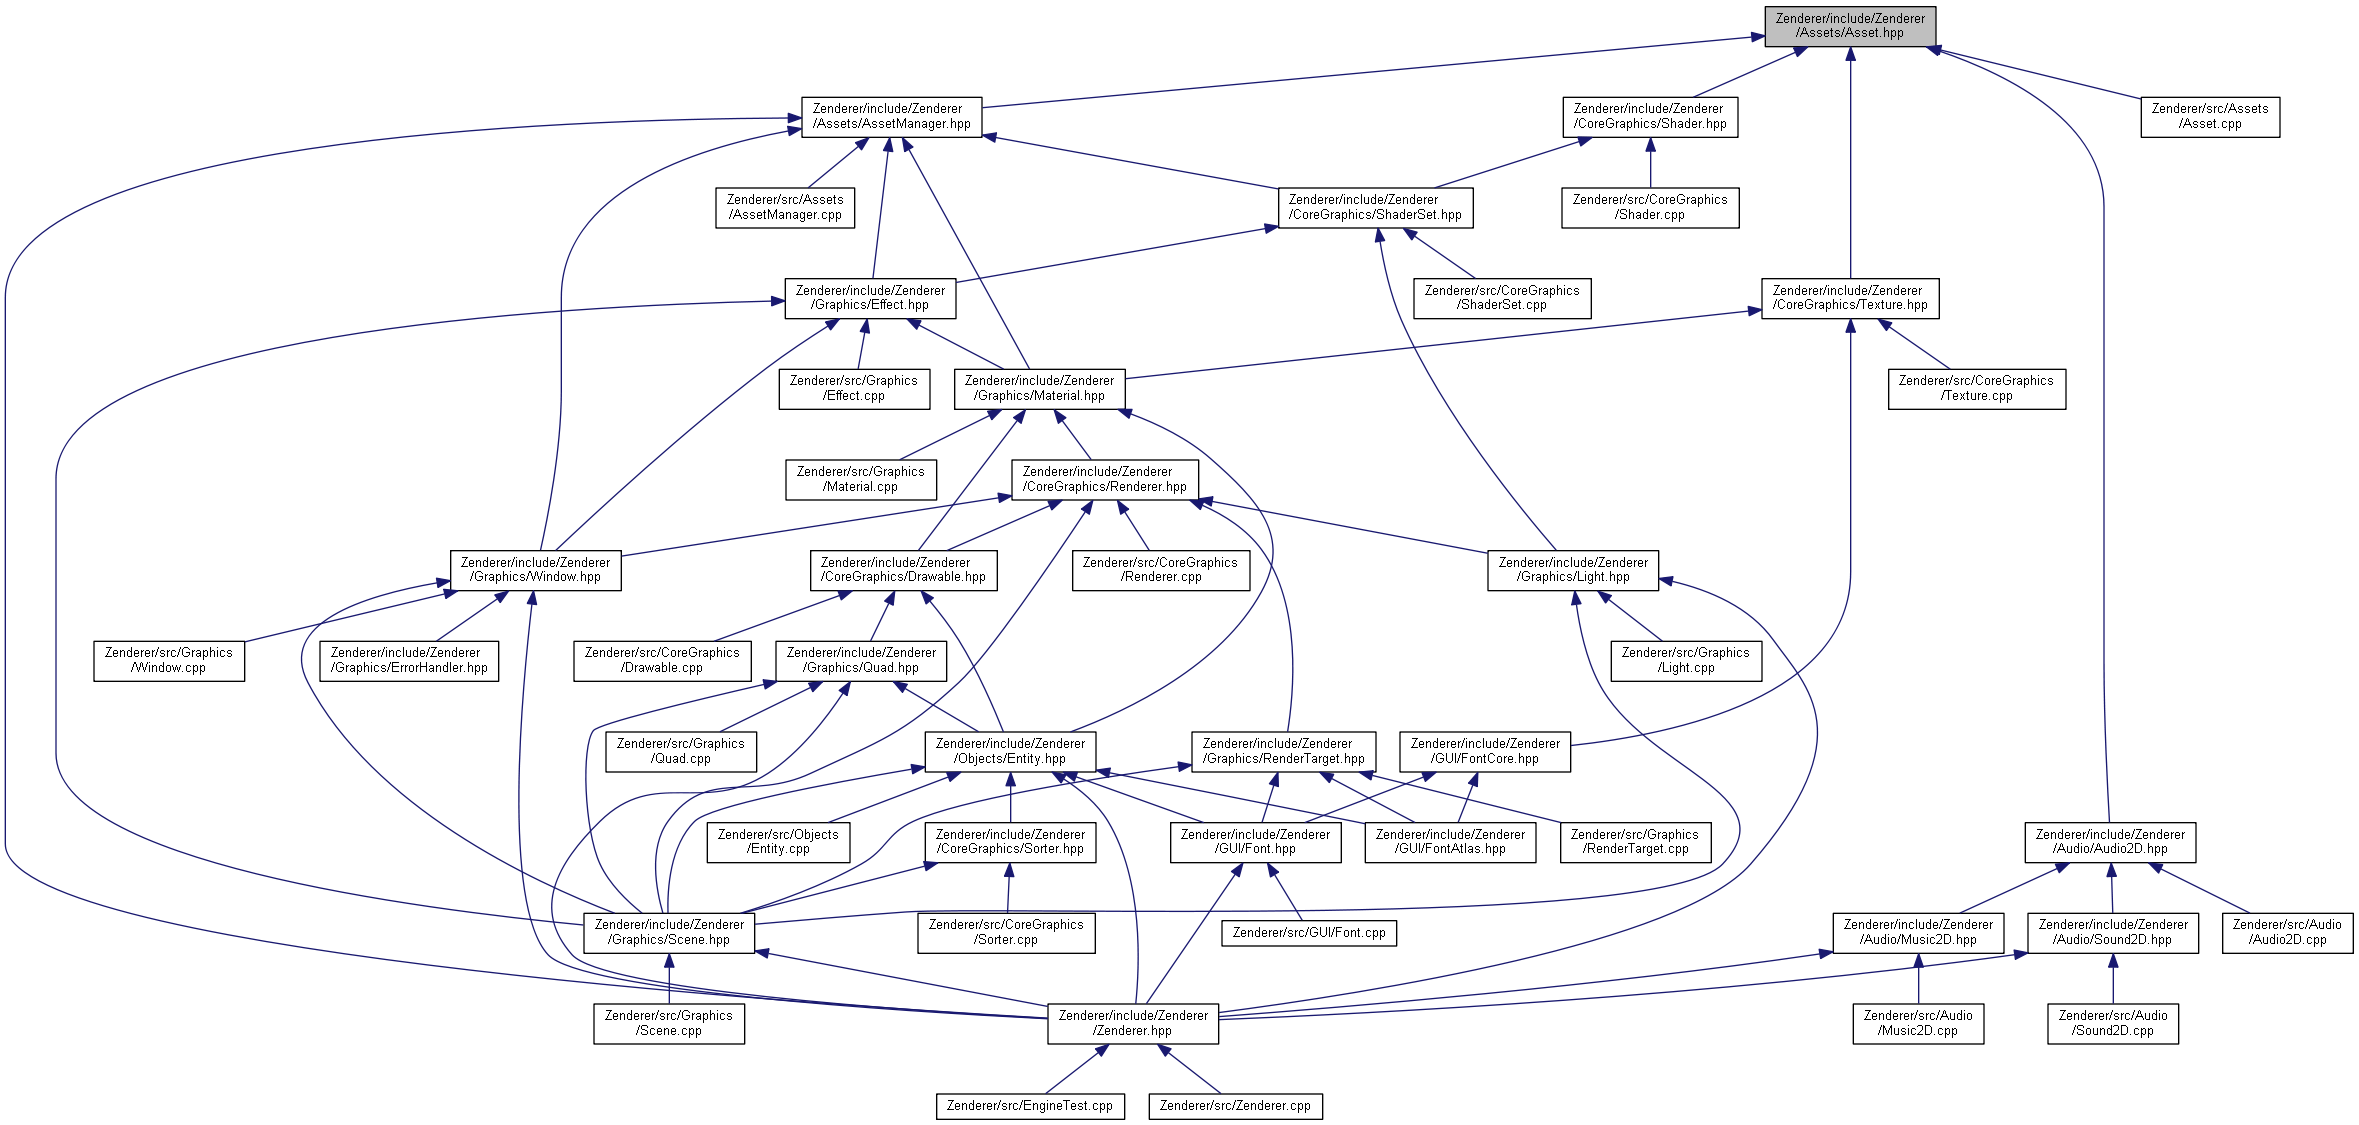 Zenderer/include/Zenderer
/Assets/Asset.hpp
Zenderer/include/Zenderer
/Assets/AssetManager.hpp
Zenderer/include/Zenderer
/CoreGraphics/Shader.hpp
Zenderer/src/Assets
/Asset.cpp
Zenderer/src/Assets
/AssetManager.cpp
Zenderer/include/Zenderer
/CoreGraphics/ShaderSet.hpp
Zenderer/src/CoreGraphics
/Shader.cpp
Zenderer/include/Zenderer
/Graphics/Effect.hpp
Zenderer/src/CoreGraphics
/ShaderSet.cpp
Zenderer/include/Zenderer
/CoreGraphics/Texture.hpp
Zenderer/src/Graphics
/Effect.cpp
Zenderer/include/Zenderer
/Graphics/Material.hpp
Zenderer/src/CoreGraphics
/Texture.cpp
Zenderer/src/Graphics
/Material.cpp
Zenderer/include/Zenderer
/CoreGraphics/Renderer.hpp
Zenderer/include/Zenderer
/Graphics/Window.hpp
Zenderer/include/Zenderer
/CoreGraphics/Drawable.hpp
Zenderer/src/CoreGraphics
/Renderer.cpp
Zenderer/include/Zenderer
/Graphics/Light.hpp
Zenderer/src/Graphics
/Window.cpp
Zenderer/include/Zenderer
/Graphics/ErrorHandler.hpp
Zenderer/src/CoreGraphics
/Drawable.cpp
Zenderer/include/Zenderer
/Graphics/Quad.hpp
Zenderer/src/Graphics
/Light.cpp
Zenderer/src/Graphics
/Quad.cpp
Zenderer/include/Zenderer
/Objects/Entity.hpp
Zenderer/include/Zenderer
/Graphics/RenderTarget.hpp
Zenderer/include/Zenderer
/GUI/FontCore.hpp
Zenderer/src/Objects
/Entity.cpp
Zenderer/include/Zenderer
/CoreGraphics/Sorter.hpp
Zenderer/include/Zenderer
/GUI/Font.hpp
Zenderer/include/Zenderer
/GUI/FontAtlas.hpp
Zenderer/src/Graphics
/RenderTarget.cpp
Zenderer/include/Zenderer
/Audio/Audio2D.hpp
Zenderer/include/Zenderer
/Graphics/Scene.hpp
Zenderer/src/CoreGraphics
/Sorter.cpp
Zenderer/src/GUI/Font.cpp
Zenderer/include/Zenderer
/Audio/Music2D.hpp
Zenderer/include/Zenderer
/Audio/Sound2D.hpp
Zenderer/src/Audio
/Audio2D.cpp
Zenderer/src/Graphics
/Scene.cpp
Zenderer/include/Zenderer
/Zenderer.hpp
Zenderer/src/Audio
/Music2D.cpp
Zenderer/src/Audio
/Sound2D.cpp
Zenderer/src/EngineTest.cpp
Zenderer/src/Zenderer.cpp